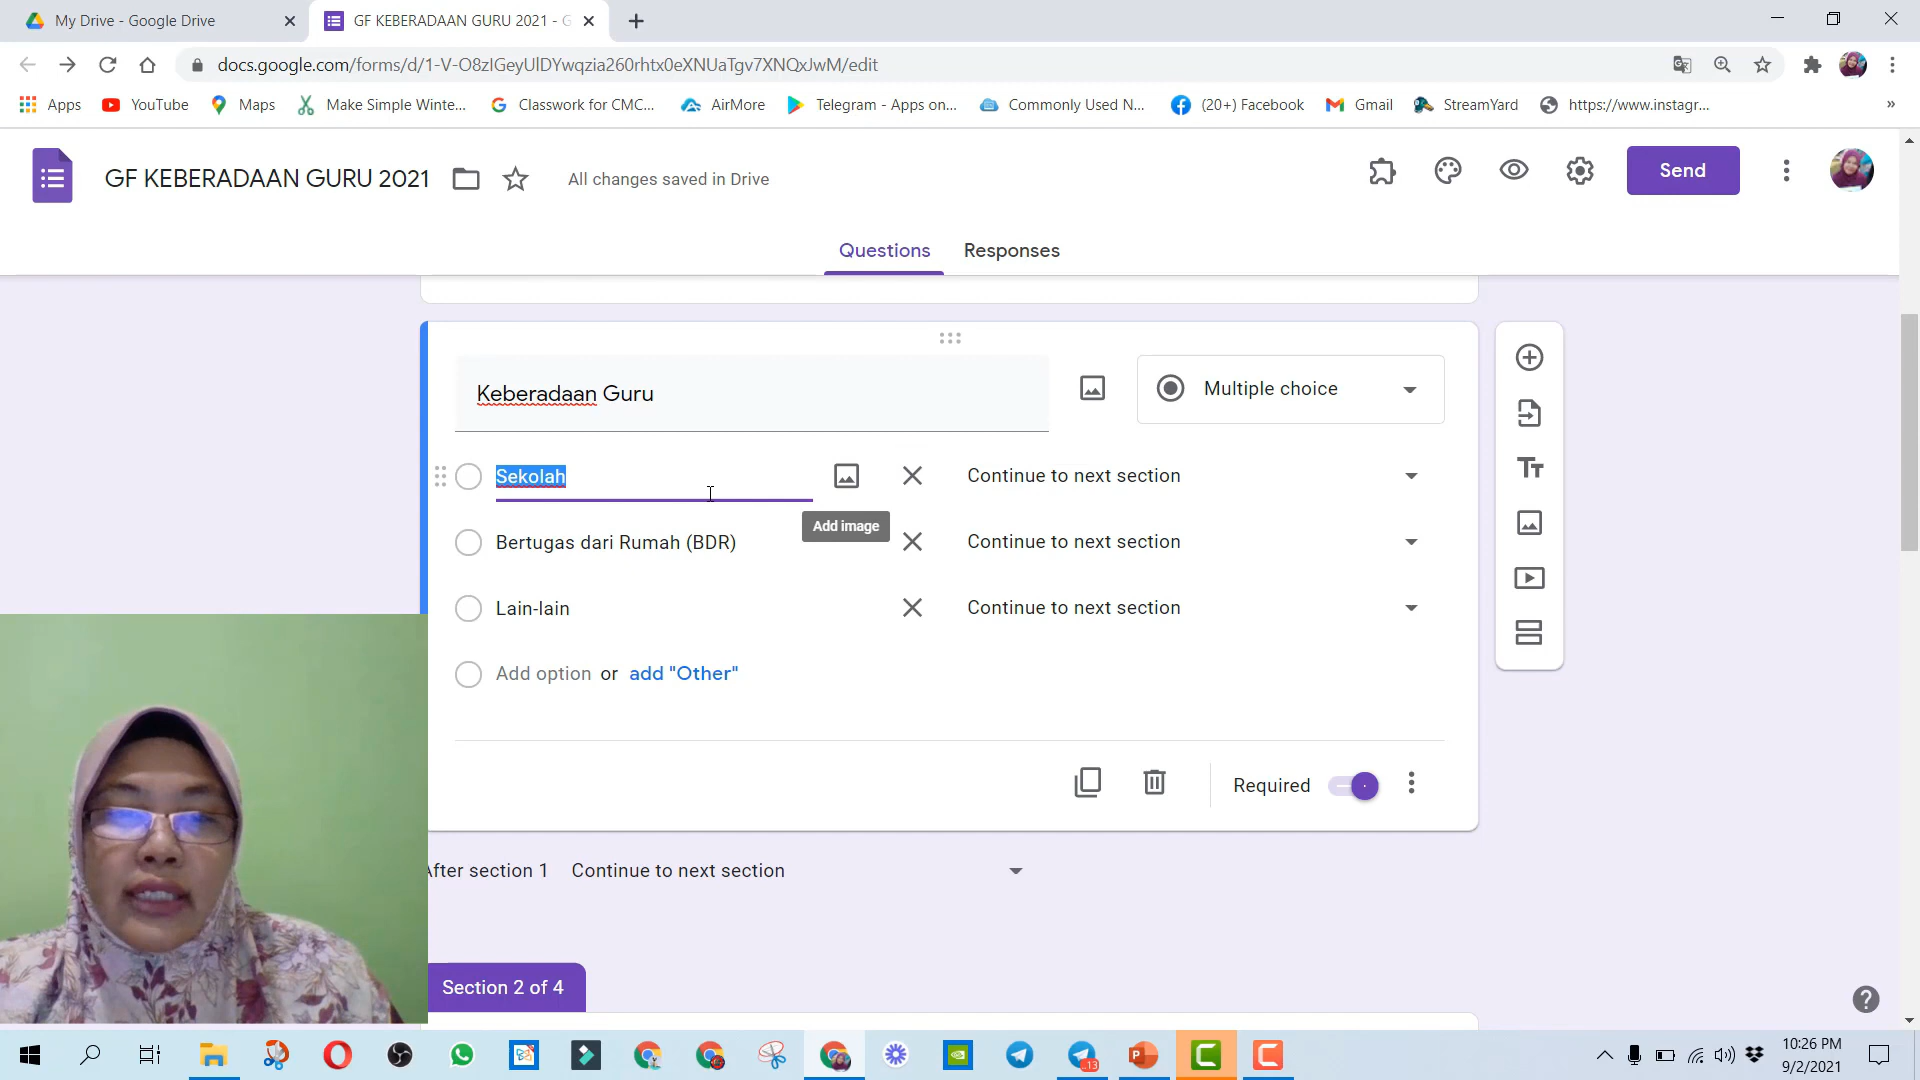 My Drive - Google Drive
GF KEBERADAAN GURU 2021 - G
docs.google.com/forms/d/1-V-O8zIGeyUlDYwqzia260rhtx0eXNUaTgv7XNQxJwM/edit
Apps
YouTube
Maps
Make Simple Winte...
Classwork for CMC...
AirMore
Telegram - Apps on...
Commonly Used N...
(20+) Facebook
Gmail
StreamYard
https://www.instagr...
»
GF KEBERADAAN GURU 2021
All changes saved in Drive
Send
Questions
Responses
Keberadaan Guru
Multiple choice
Sekolah
Continue to next section
Add image
Bertugas dari Rumah (BDR)
Continue to next section
Lain-lain
Continue to next section
Add option or add "Other"
Required
After section 1 Continue to next section
Section 2 of 4
13
10:26 PM
9/2/2021